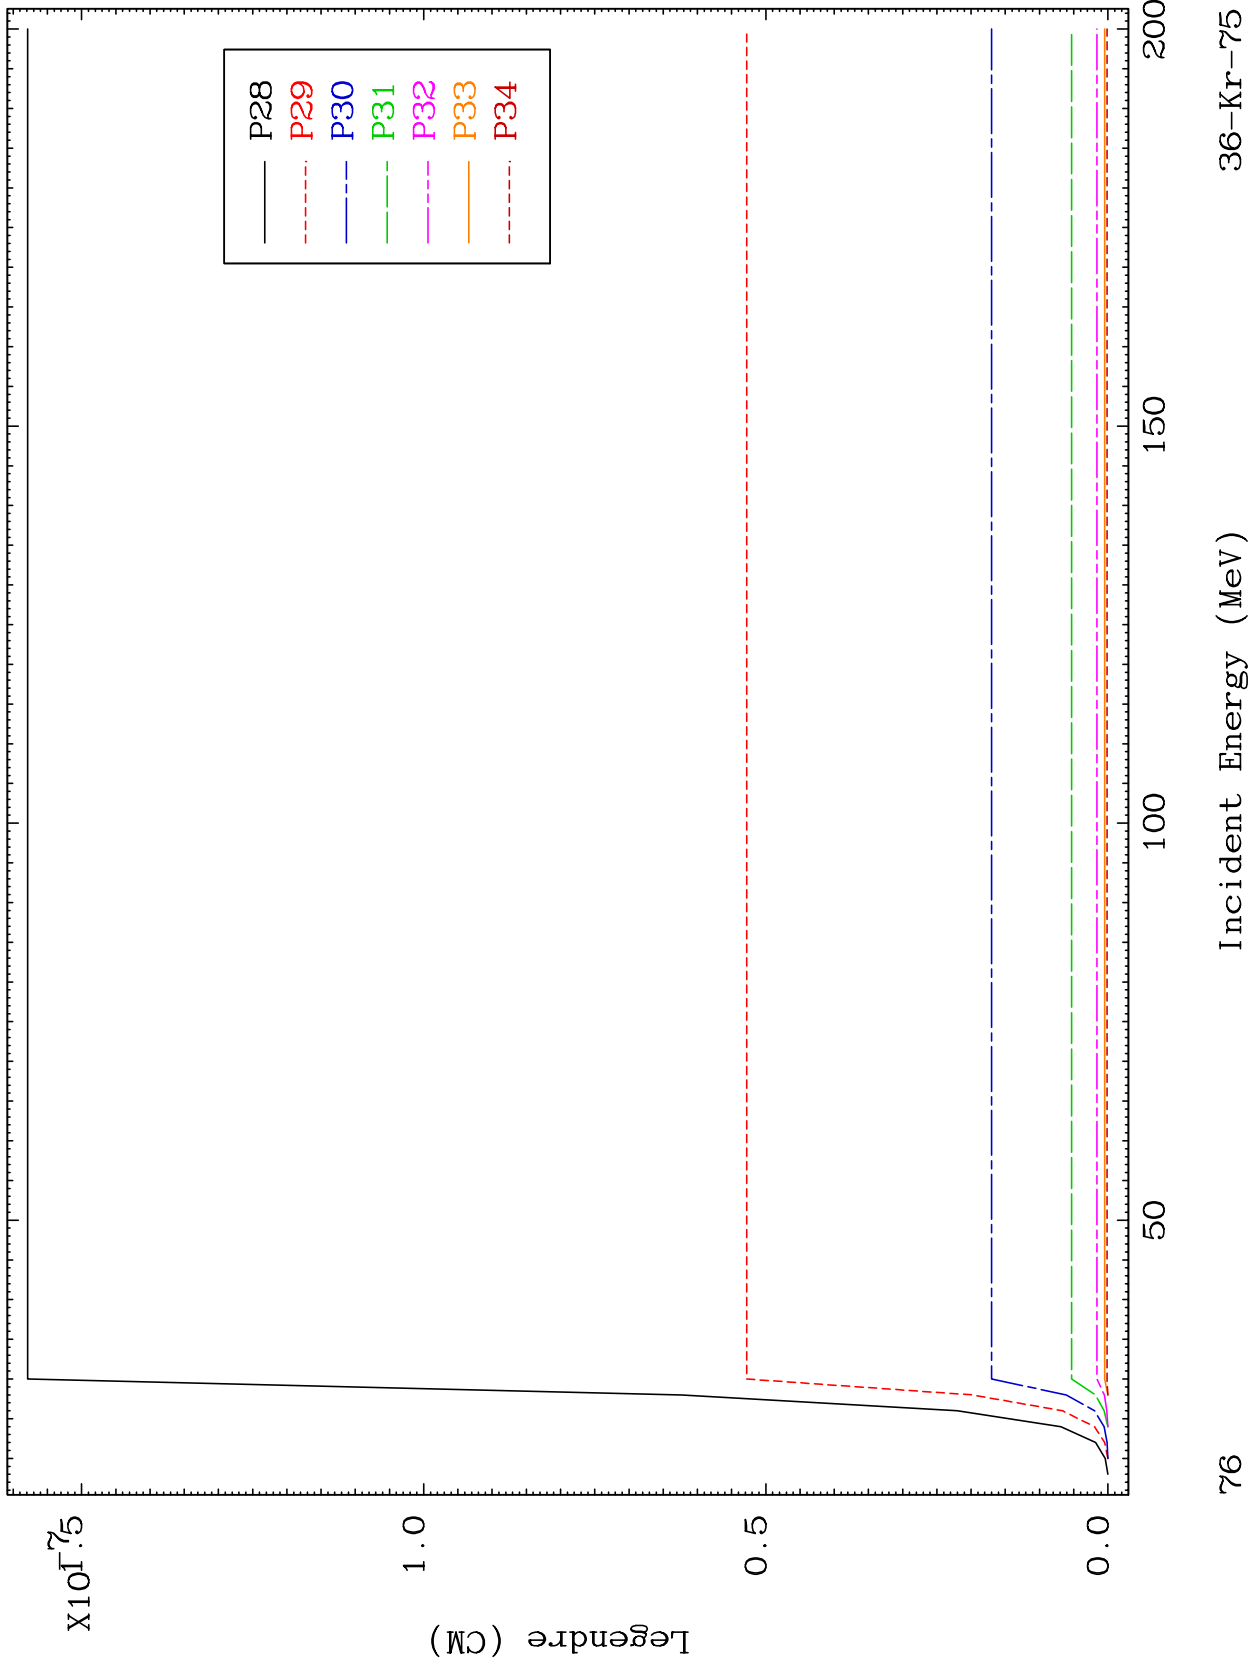 X10-7
1.5
1.0
0.5
0.0
Legendre (CM)
P28
P29
P30
P31
P32
P33
P34
50
100
150
200
Incident Energy (MeV)
76
36-Kr-75